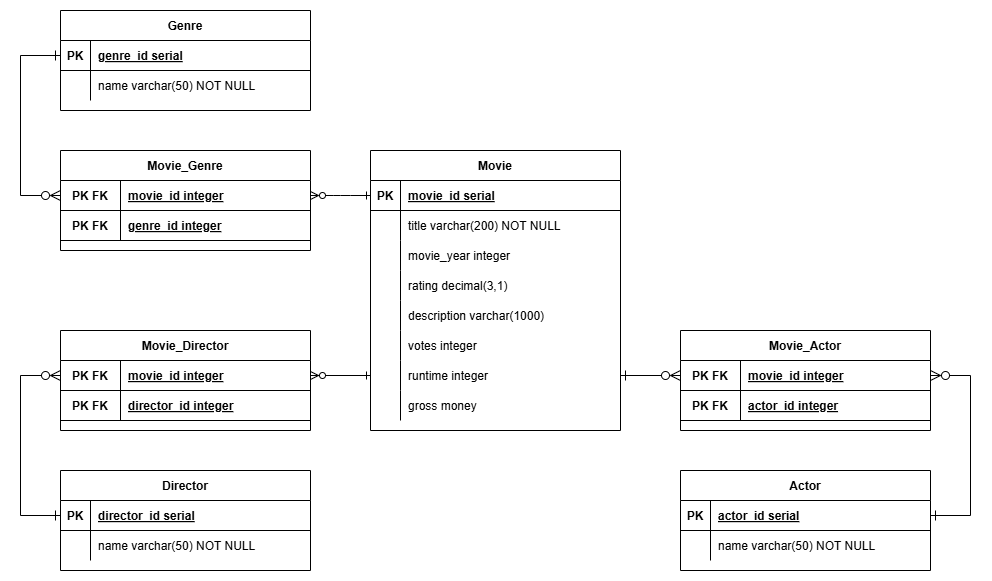 Genre
PK genre_id serial
name varchar(50) NOT NULL
Movie_Genre
PK FK movie_id integer
PK FK genre_id integer
Movie
PK movie_id serial
title varchar(200) NOT NULL
movie_year integer
rating decimal(3,1)
description varchar(1000)
votes integer
runtime integer
gross money
Movie_Director
PK FK movie_id integer
PK FK director_id integer
Movie_Actor
PK FK movie_id integer
PK FK actor_id integer
Director
PK director_id serial
name varchar(50) NOT NULL
Actor
PK actor_id serial
name varchar(50) NOT NULL